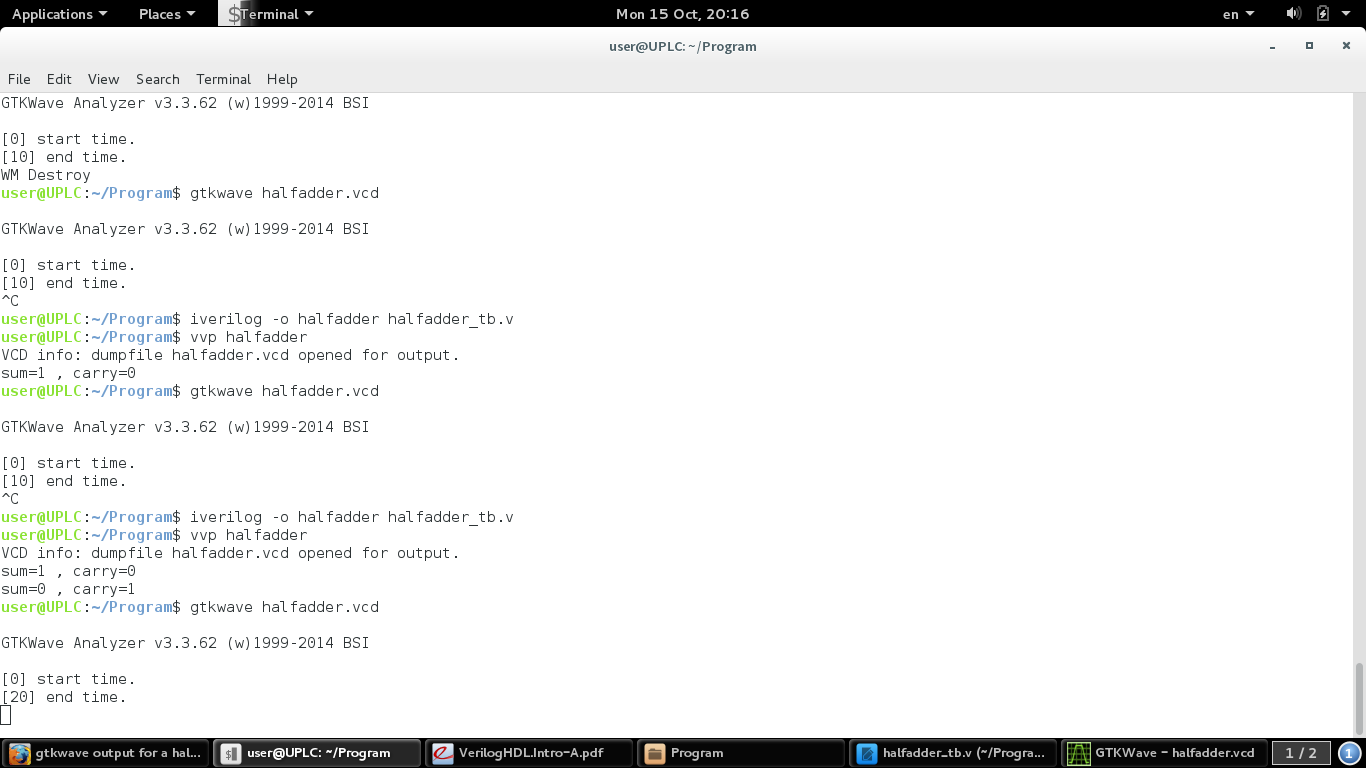 Applications Places Terminal Mon 15 Oct, 20:16 en
user@UPLC: ~/Program
File Edit View Search Terminal Help
GTKWave Analyzer v3.3.62 (w)1999-2014 BSI
[0] start time.
[10] end time.
WM Destroy
user@UPLC:~/Program$ gtkwave halfadder.vcd
GTKWave Analyzer v3.3.62 (w)1999-2014 BSI
[0] start time.
[10] end time.
^C
user@UPLC:~/Program$ iverilog -o halfadder halfadder_tb.v
user@UPLC:~/Program$ vvp halfadder
VCD info: dumpfile halfadder.vcd opened for output.
sum=1 , carry=0
user@UPLC:~/Program$ gtkwave halfadder.vcd
GTKWave Analyzer v3.3.62 (w)1999-2014 BSI
[0] start time.
[10] end time.
^C
user@UPLC:~/Program$ iverilog -o halfadder halfadder_tb.v
user@UPLC:~/Program$ vvp halfadder
VCD info: dumpfile halfadder.vcd opened for output.
sum=1 , carry=0
sum=0 , carry=1
user@UPLC:~/Program$ gtkwave halfadder.vcd
GTKWave Analyzer v3.3.62 (w)1999-2014 BSI
[0] start time.
[20] end time.
gtkwave output for a hal... user@UPLC: ~/Program VerilogHDL.Intro-A.pdf Program halfadder_tb.v (~/Progra... GTKWave - halfadder.vcd 1 / 2 1